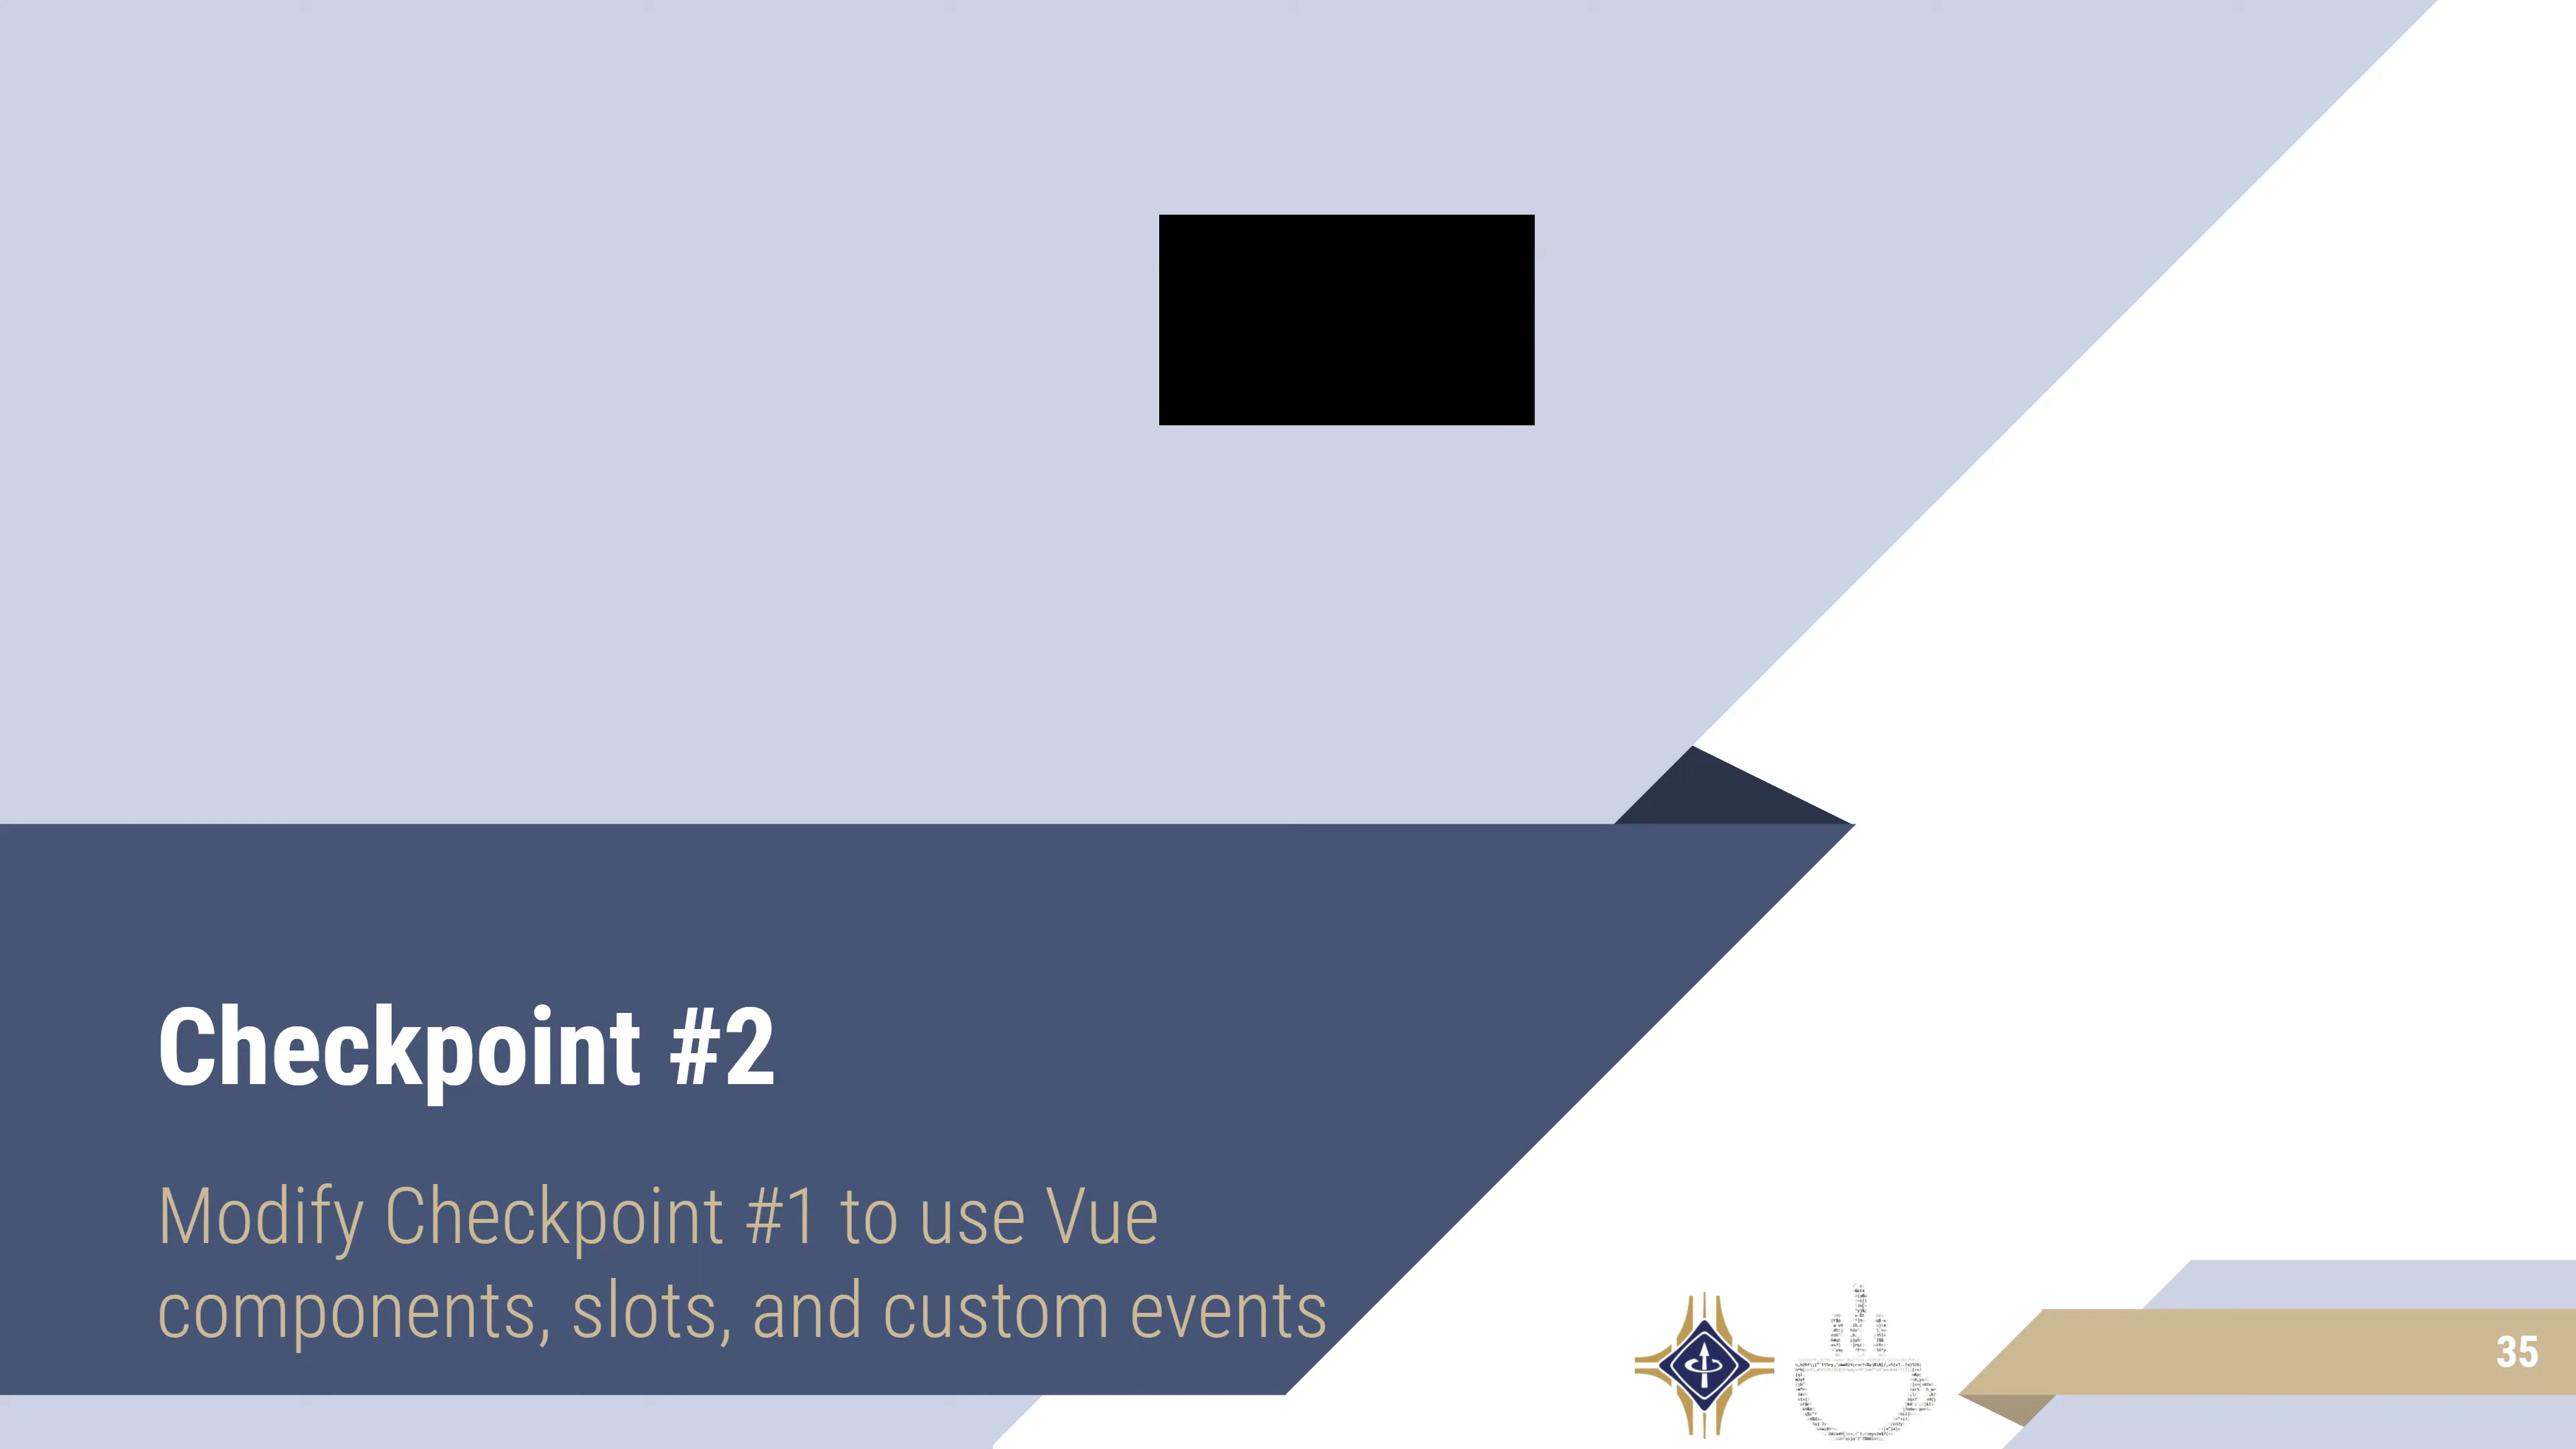 Checkpoint #2
Modify Checkpoint #1 to use Vue
components, slots, and custom events
35